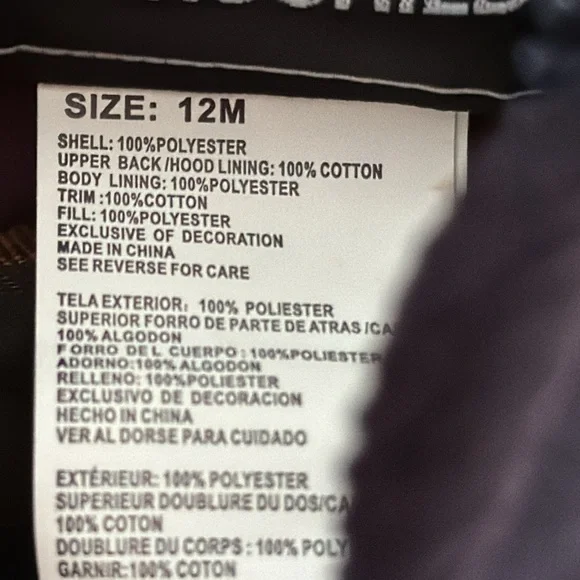 SIZE: 12M
SHELL: 100%POLYESTER
UPPER BACK/HOOD LINING: 100% COTTON
BODY LINING: 100%POLYESTER
TRIM :100%COTTON
FILL: 100%POLYESTER
EXCLUSIVE OF DECORATION
MADE IN CHINA
SEE REVERSE FOR CARE
TELA EXTERIOR: 100% POLIESTER
SUPERIOR FORRO DE PARTE DE ATRAS /CA
100% ALGODON
FORRO DEL CUERPO : 100%POLIESTER
ADORNO:100% ALGODON
RELLENO: 100%POLIESTER
EXCLUSIVO DE DECORACION
HECHO IN CHINA
VER AL DORSE PARA CUIDADO
EXTÉRIEUR: 100% POLYESTER
SUPERIEUR DOUBLURE DU DOS/CA
100% COTON
DOUBLURE DU CORPS : 100% POLY
GARNIR:100% COTON